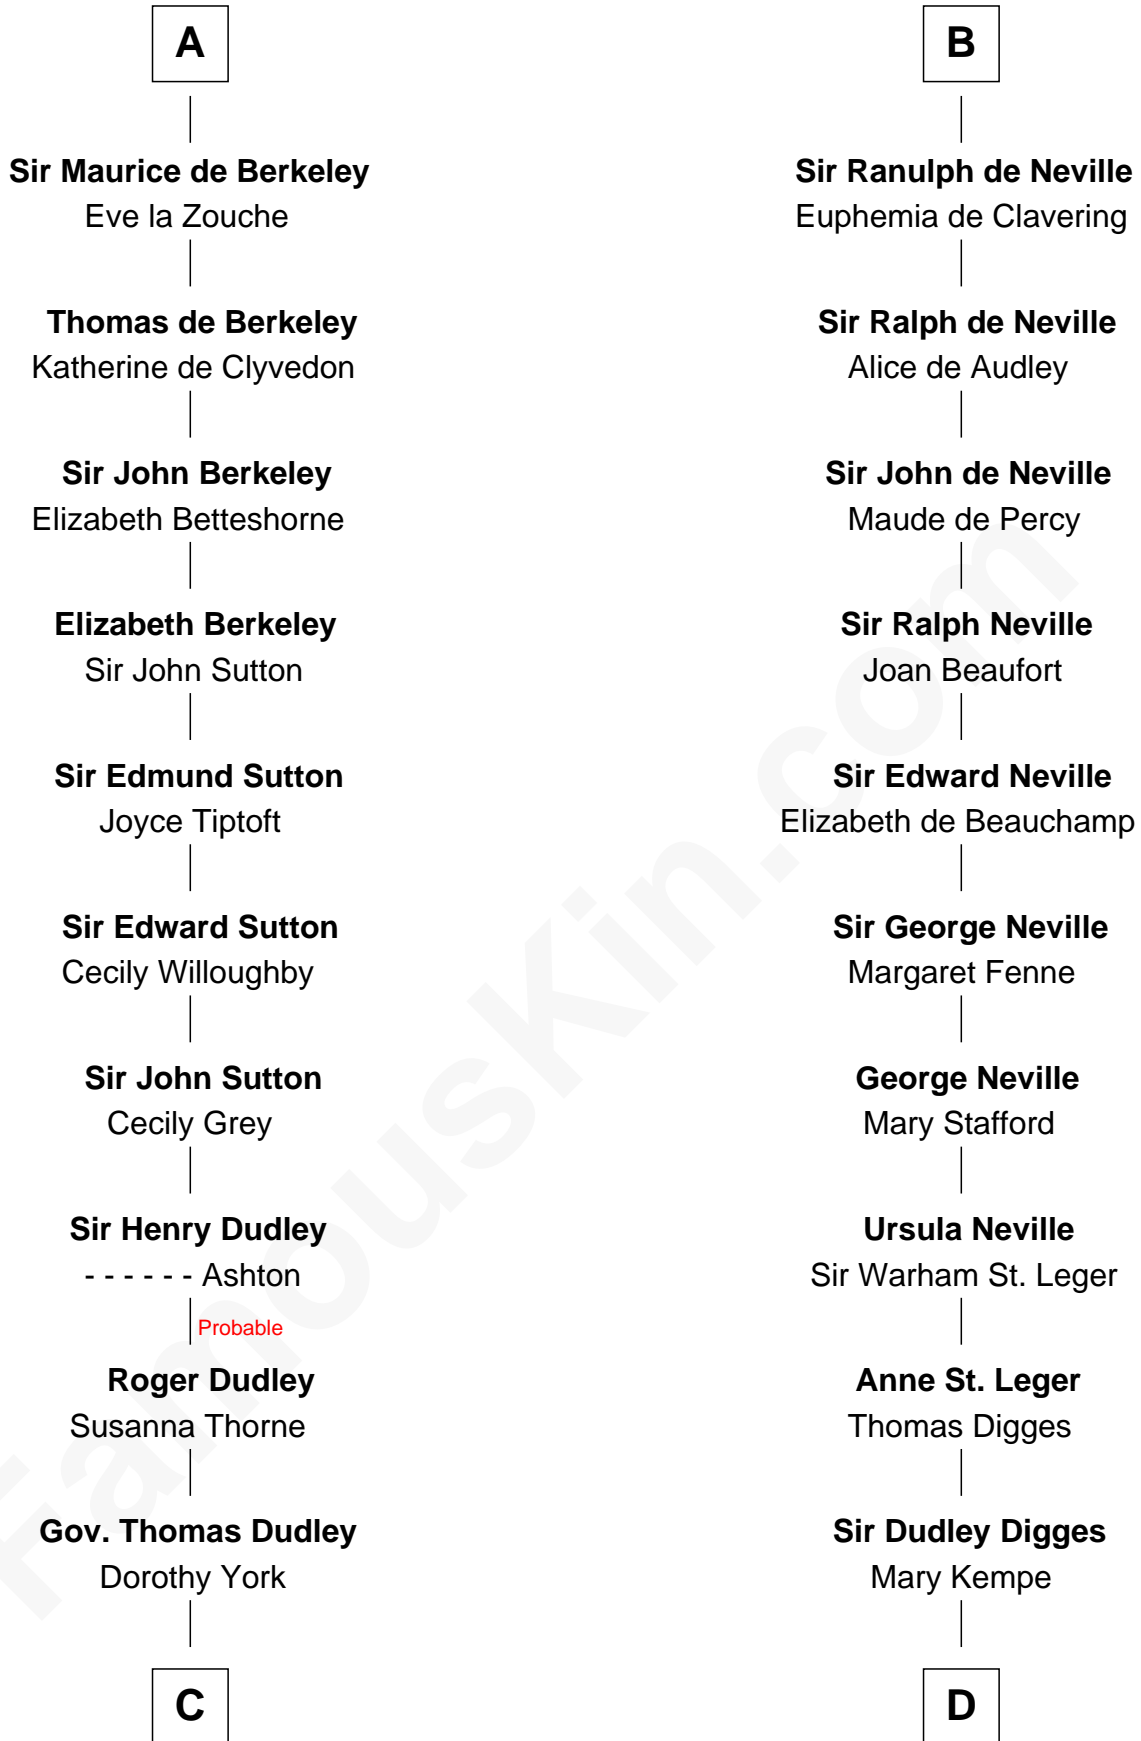 A
Sir Maurice de Berkeley
Eve la Zouche
Thomas de Berkeley
Katherine de Clyvedon
Sir John Berkeley
Elizabeth Betteshorne
Elizabeth Berkeley
Sir John Sutton
Sir Edmund Sutton
Joyce Tiptoft
Sir Edward Sutton
Cecily Willoughby
Sir John Sutton
Cecily Grey
Sir Henry Dudley
- - - - - - Ashton
Probable
Roger Dudley
Susanna Thorne
Gov. Thomas Dudley
Dorothy York
C
B
Sir Ranulph de Neville
Euphemia de Clavering
Sir Ralph de Neville
Alice de Audley
Sir John de Neville
Maude de Percy
Sir Ralph Neville
Joan Beaufort
Sir Edward Neville
Elizabeth de Beauchamp
Sir George Neville
Margaret Fenne
George Neville
Mary Stafford
Ursula Neville
Sir Warham St. Leger
Anne St. Leger
Thomas Digges
Sir Dudley Digges
Mary Kempe
D
FamousKin.com